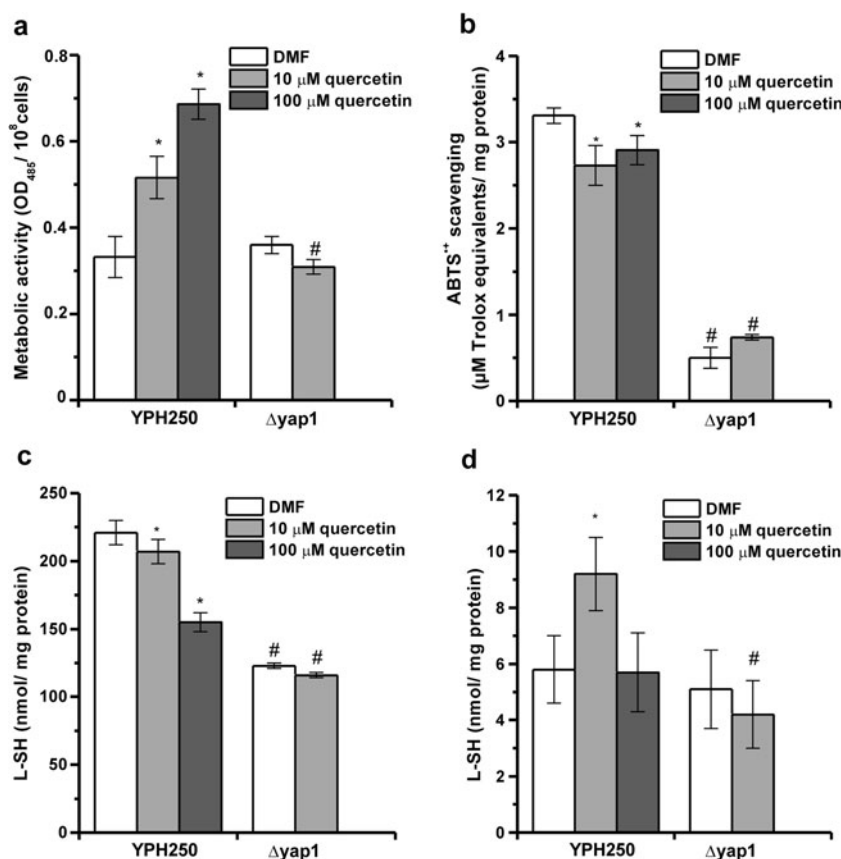 a
Metabolic activity (OD485/ 10^8cells)
0.8
0.6
0.4
0.2
0
DMF
10 μM quercetin
100 μM quercetin
*
*
#
YPH250 Δyap1
b
ABTS•+ scavenging
(μM Trolox equivalents/ mg protein)
4
3
2
1
0
DMF
10 μM quercetin
100 μM quercetin
*
*
#
#
YPH250 Δyap1
c
L-SH (nmol/ mg protein)
250
200
150
100
50
0
DMF
10 μM quercetin
100 μM quercetin
*
*
#
#
YPH250 Δyap1
d
L-SH (nmol/ mg protein)
12
10
8
6
4
2
0
DMF
10 μM quercetin
100 μM quercetin
*
#
YPH250 Δyap1